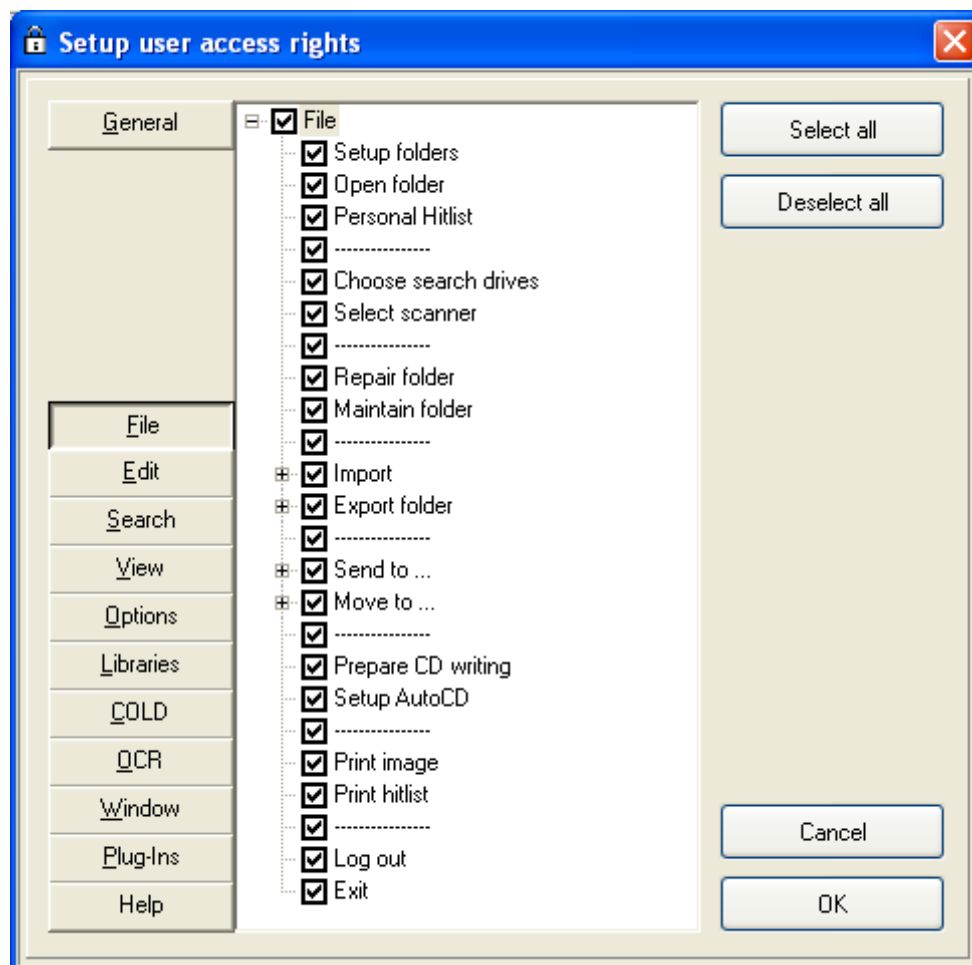 Setup user access rights
General
File
Edit
Search
View
Options
Libraries
COLD
OCR
Window
Plug-Ins
Help
File
Setup folders
Open folder
Personal Hitlist
---------------
Choose search drives
Select scanner
---------------
Repair folder
Maintain folder
---------------
Import
Export folder
---------------
Send to ...
Move to ...
---------------
Prepare CD writing
Setup AutoCD
---------------
Print image
Print hitlist
---------------
Log out
Exit
Select all
Deselect all
Cancel
OK